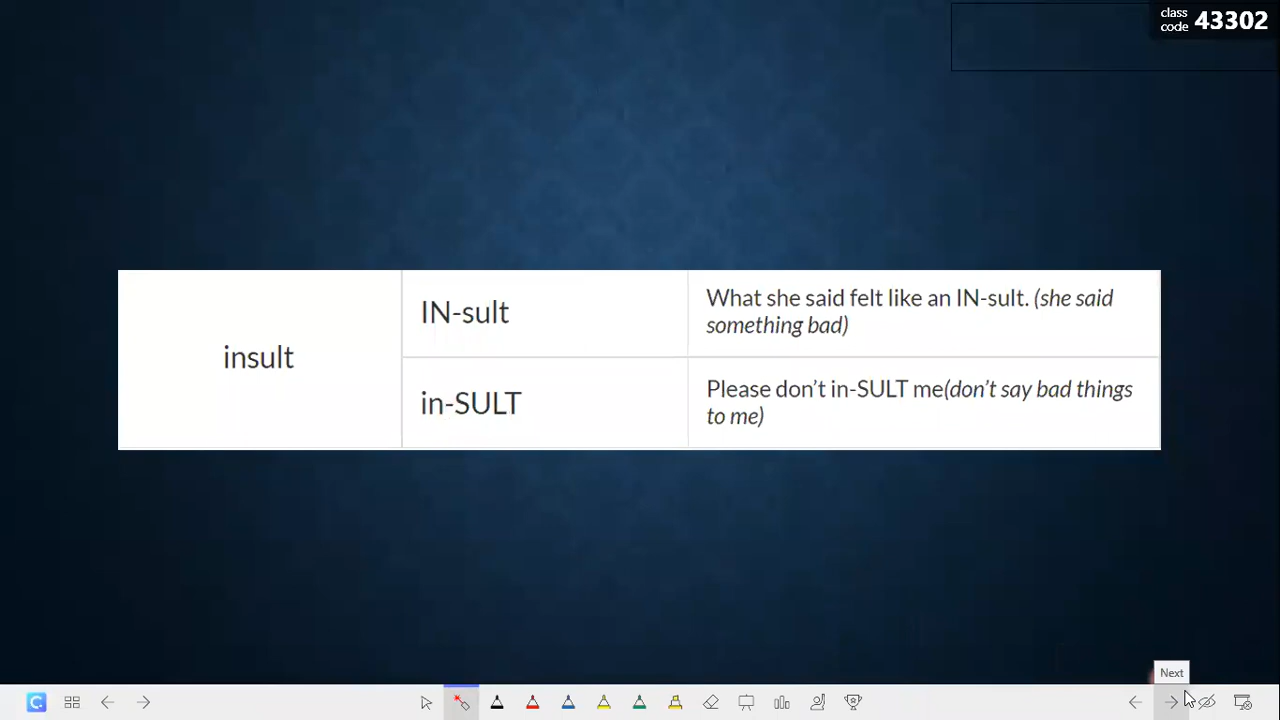 class
code 43302
insult
IN-sult
What she said felt like an IN-sult. (she said
something bad)
in-SULT
Please don’t in-SULT me(don’t say bad things
to me)
Next